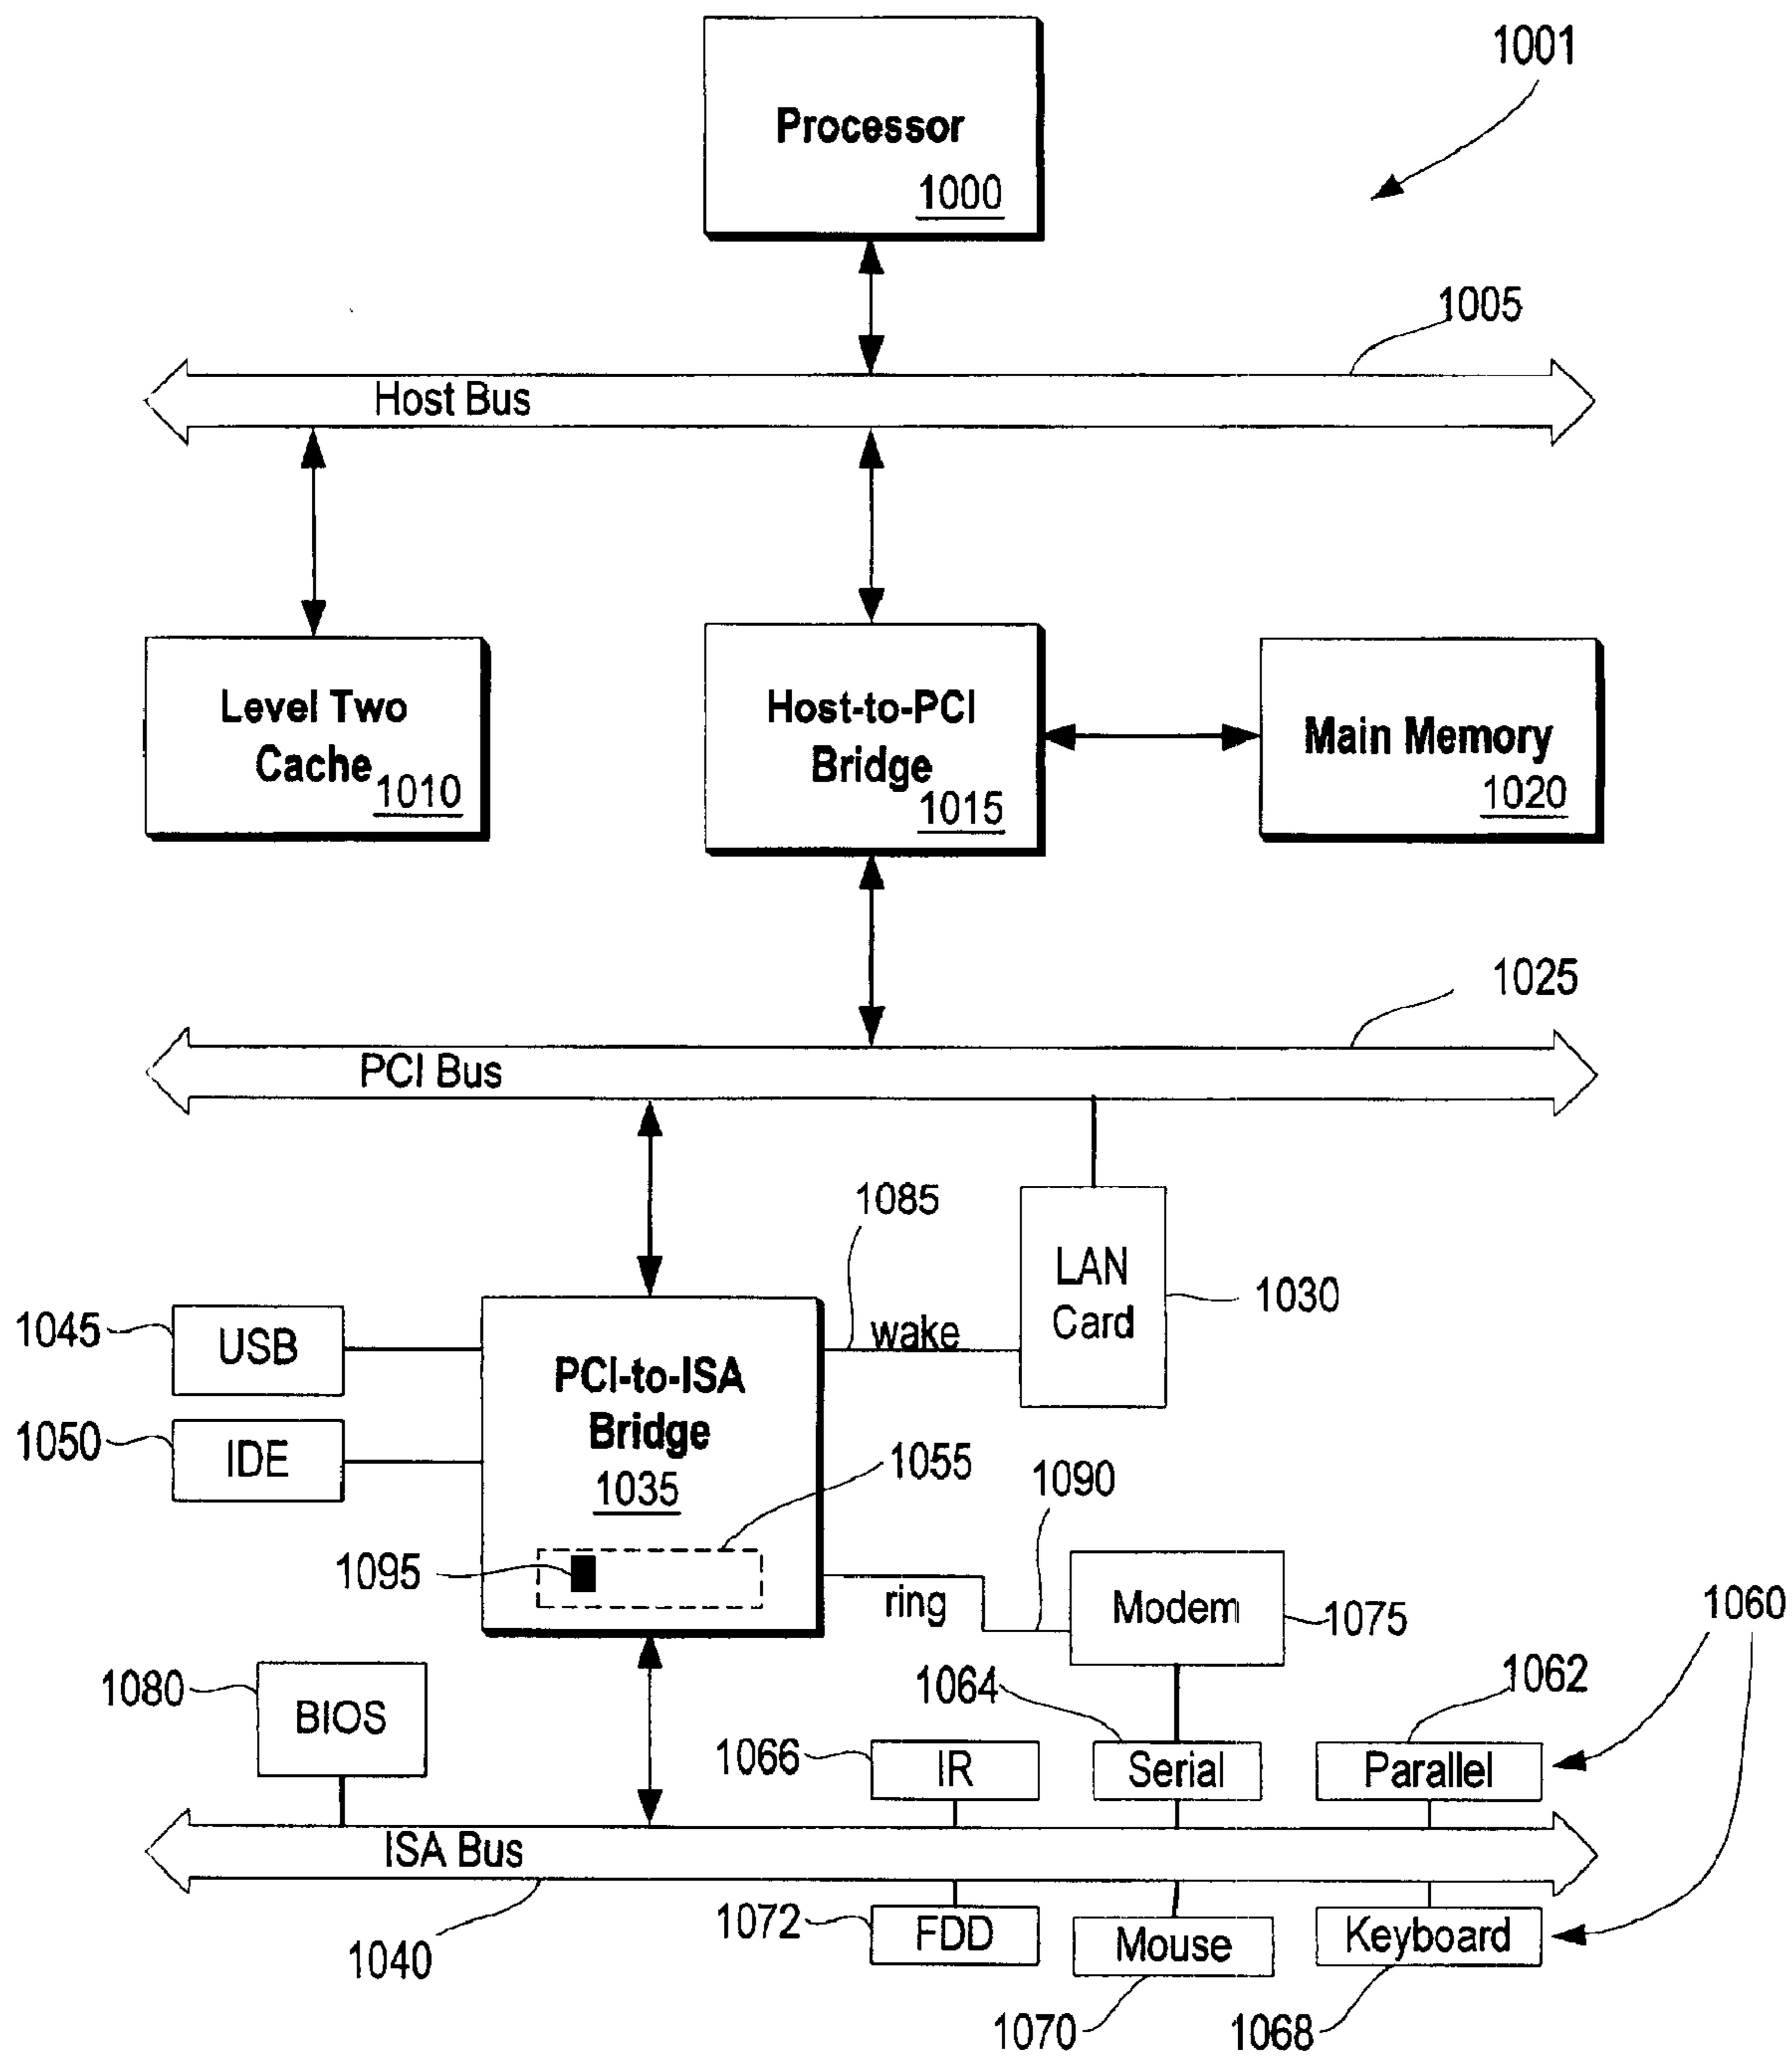 1001
Processor
1000
1005
Host Bus
Level Two
Cache
1010
Host-to-PCI
Bridge
1015
Main Memory
1020
1025
PCI Bus
1085
LAN
Card
1030
1045
USB
wake
PCI-to-ISA
Bridge
1035
1050
IDE
1055
1090
1095
ring
Modem
1075
1060
1080
BIOS
1064
1062
1066
IR
Serial
Parallel
ISA Bus
1072
FDD
Mouse
Keyboard
1040
1070
1068